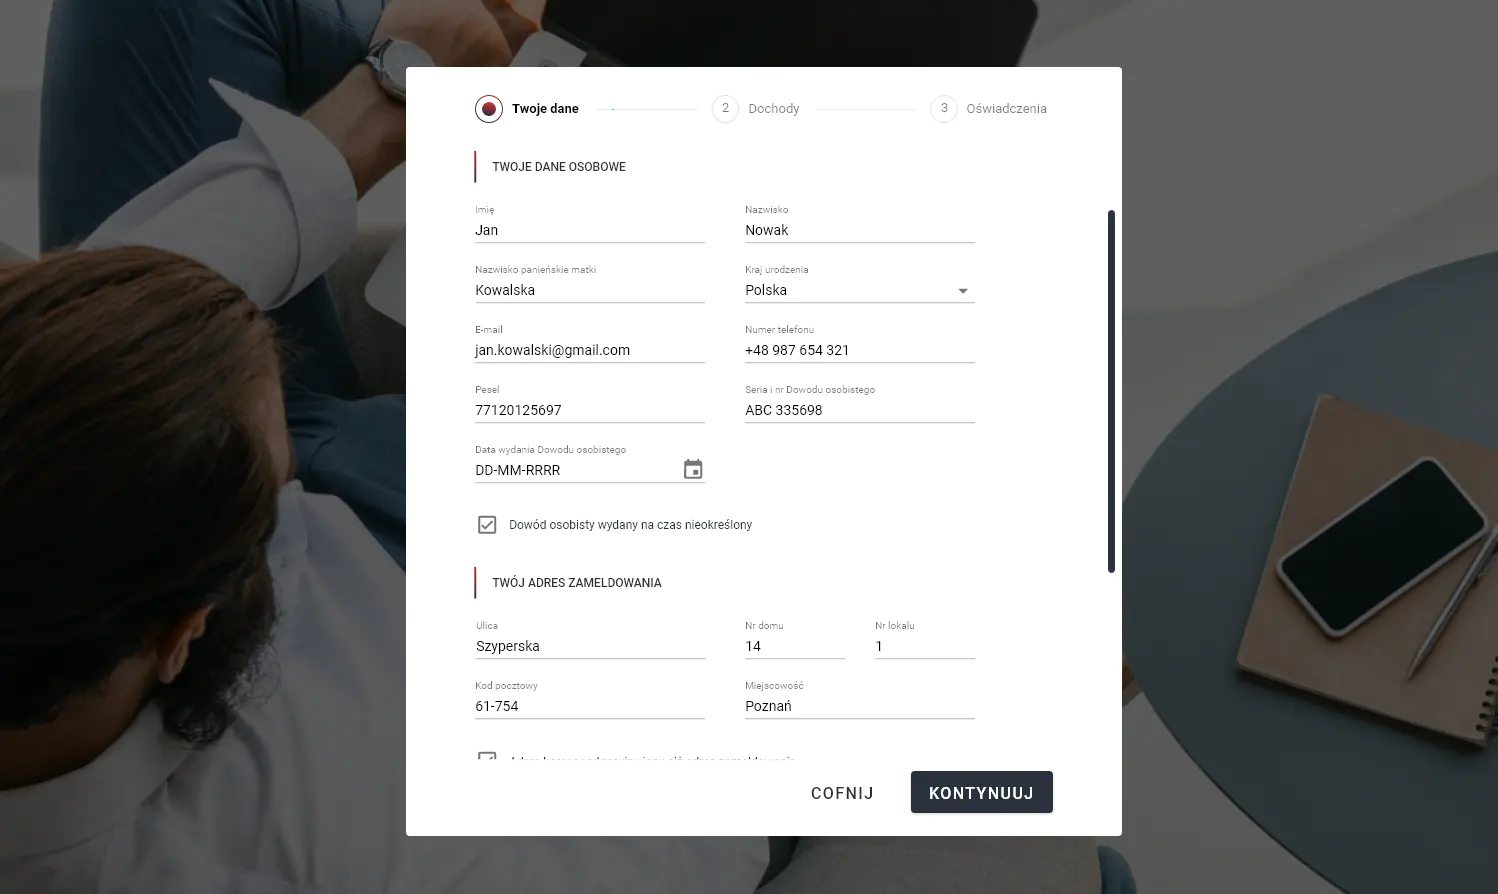 Twoje dane 2 Dochody 3 Oświadczenia
TWOJE DANE OSOBOWE
Imię Nazwisko
Jan Nowak
Nazwisko panieńskie matki Kraj urodzenia
Kowalska Polska
E-mail Numer telefonu
jan.kowalski@gmail.com +48 987 654 321
Pesel Seria i nr Dowodu osobistego
77120125697 ABC 335698
Data wydania Dowodu osobistego
DD-MM-RRRR
Dowód osobisty wydany na czas nieokreślony
TWÓJ ADRES ZAMELDOWANIA
Ulica Nr domu Nr lokalu
Szyperska 14 1
Kod pocztowy Miejscowość
61-754 Poznań
COFNIJ KONTYNUUJ